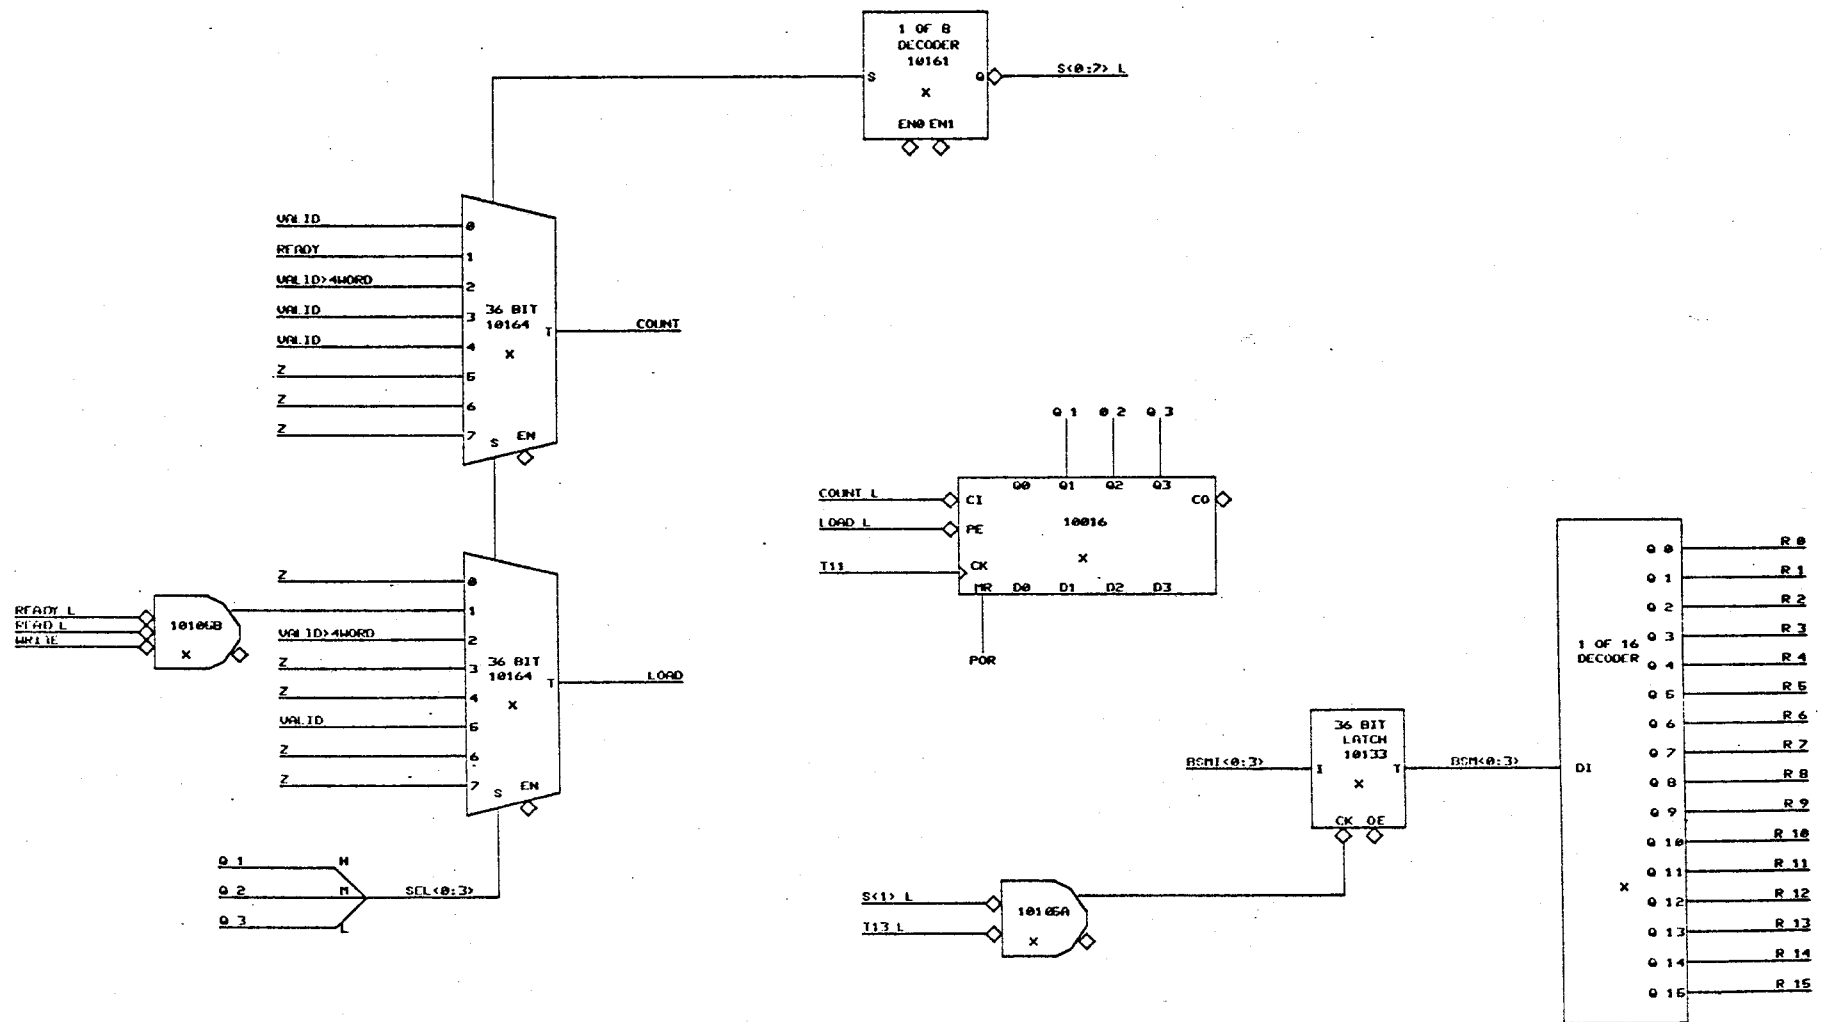 1 OF 8
DECODER
10161
S
Q
S<0:7> L
X
EN0 EN1
VALID
0
READY
1
VALID>4WORD
2
VALID
3
VALID
4
Z
5
Z
6
Z
7
36 BIT
10164
T
X
S
EN
COUNT
Q 1
Q 2
Q 3
Q0
Q1
Q2
Q3
COUNT L
CI
CO
LOAD L
PE
10016
X
T11
CK
MR
D0
D1
D2
D3
POR
READY L
READ L
WRITE
10105B
X
Z
0
1
VALID>4WORD
2
Z
3
Z
4
VALID
5
Z
6
Z
7
36 BIT
10164
T
X
S
EN
LOAD
Q 1
H
Q 2
M
SEL<0:3>
Q 3
L
S<1> L
T13 L
10105A
X
BSMI<0:3>
36 BIT
LATCH
10133
I
T
X
CK OE
BSM<0:3>
DI
1 OF 16
DECODER
X
Q 0
R 0
Q 1
R 1
Q 2
R 2
Q 3
R 3
Q 4
R 4
Q 5
R 5
Q 6
R 6
Q 7
R 7
Q 8
R 8
Q 9
R 9
Q 10
R 10
Q 11
R 11
Q 12
R 12
Q 13
R 13
Q 14
R 14
Q 15
R 15